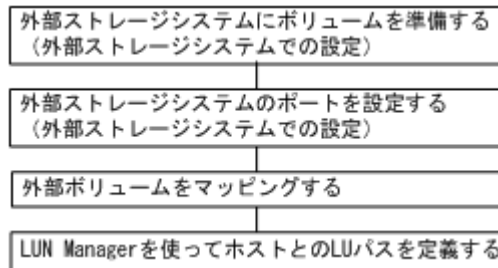 外部ストレージシステムにボリュームを準備する
（外部ストレージシステムでの設定）
外部ストレージシステムのポートを設定する
（外部ストレージシステムでの設定）
外部ボリュームをマッピングする
LUN Managerを使ってホストとのLUパスを定義する